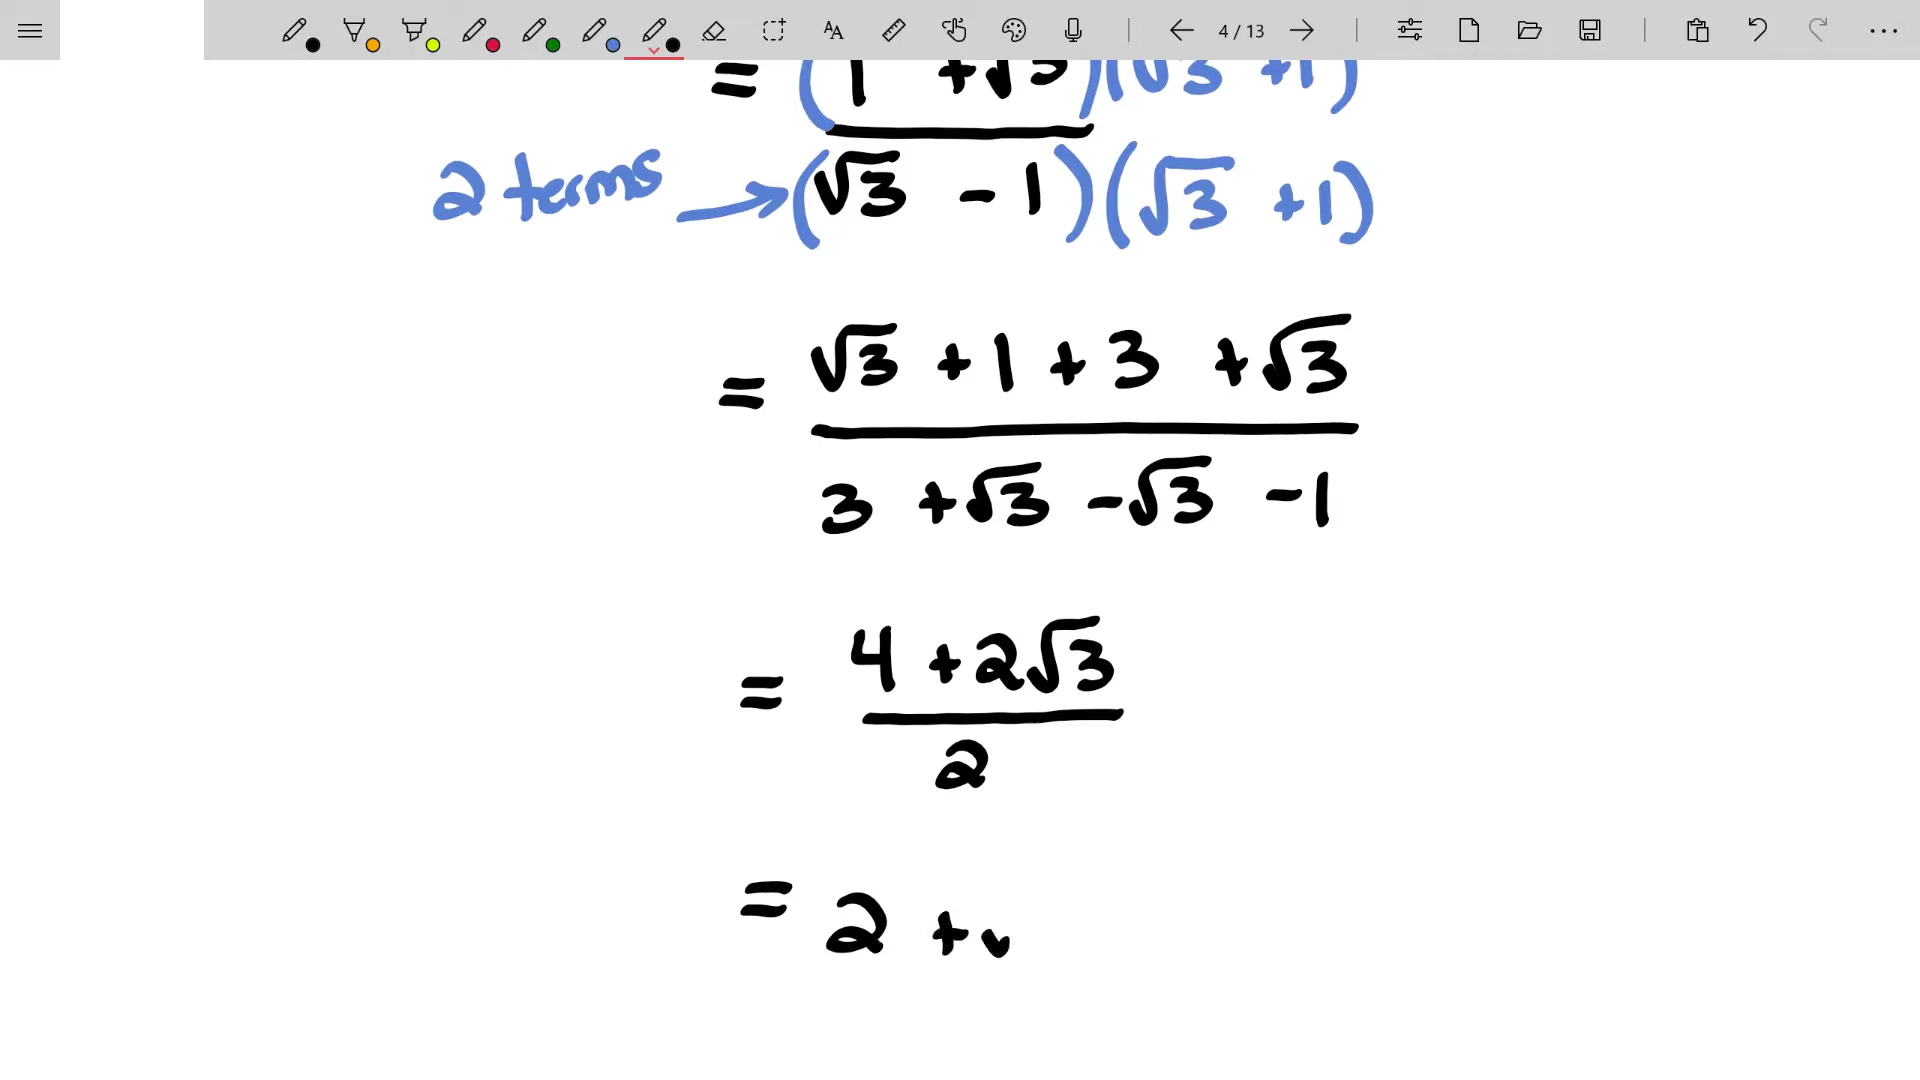 4 / 13
= (1 +√3)(√3 +1)
2 terms → (√3 - 1)(√3 +1)
= √3 +1 +3 +√3
3 +√3 -√3 -1
= 4 +2√3
2
= 2 +